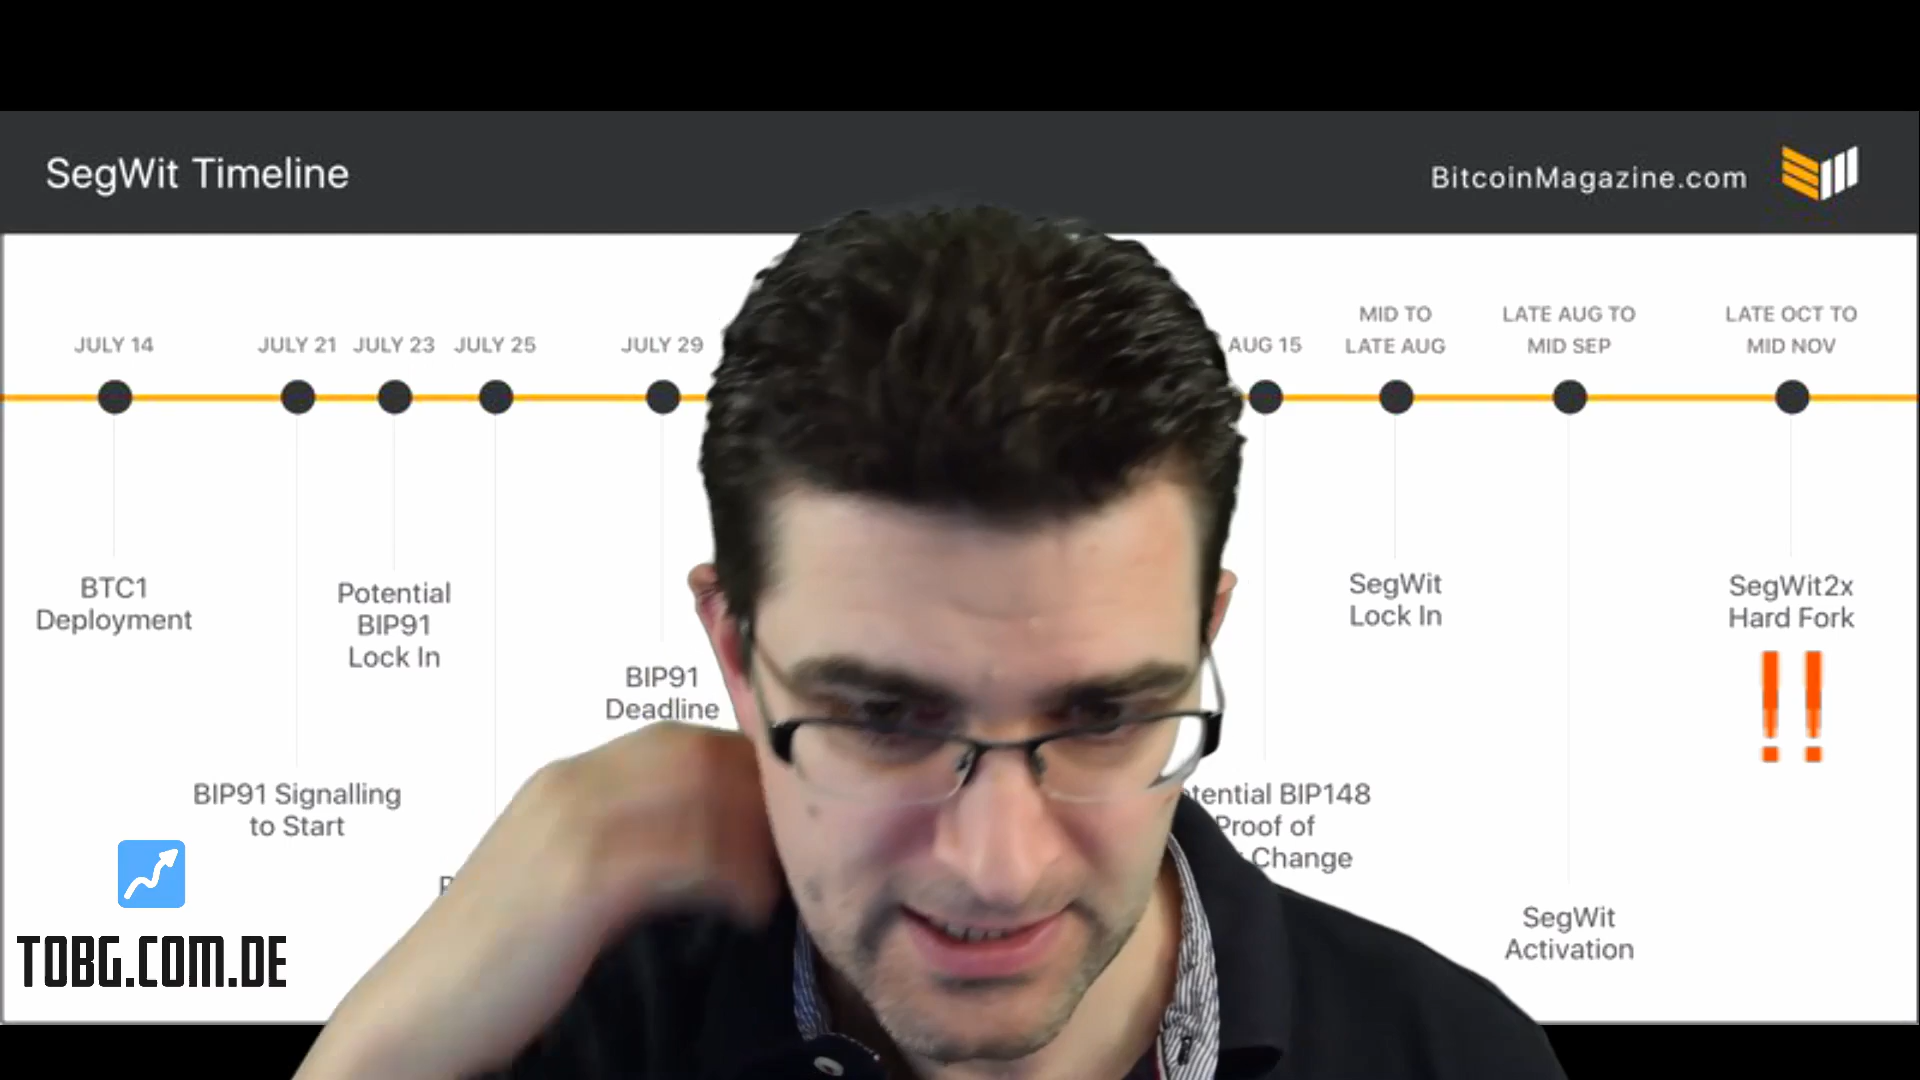 SegWit Timeline
BitcoinMagazine.com
JULY 14
JULY 21
JULY 23
JULY 25
JULY 29
AUG 15
MID TO
LATE AUG
LATE AUG TO
MID SEP
LATE OCT TO
MID NOV
BTC1
Deployment
BIP91 Signalling
to Start
Potential
BIP91
Lock In
BIP91
Deadline
BIP148
Proof of
Change
SegWit
Lock In
SegWit
Activation
SegWit2x
Hard Fork
!!
TOBG.COM.DE